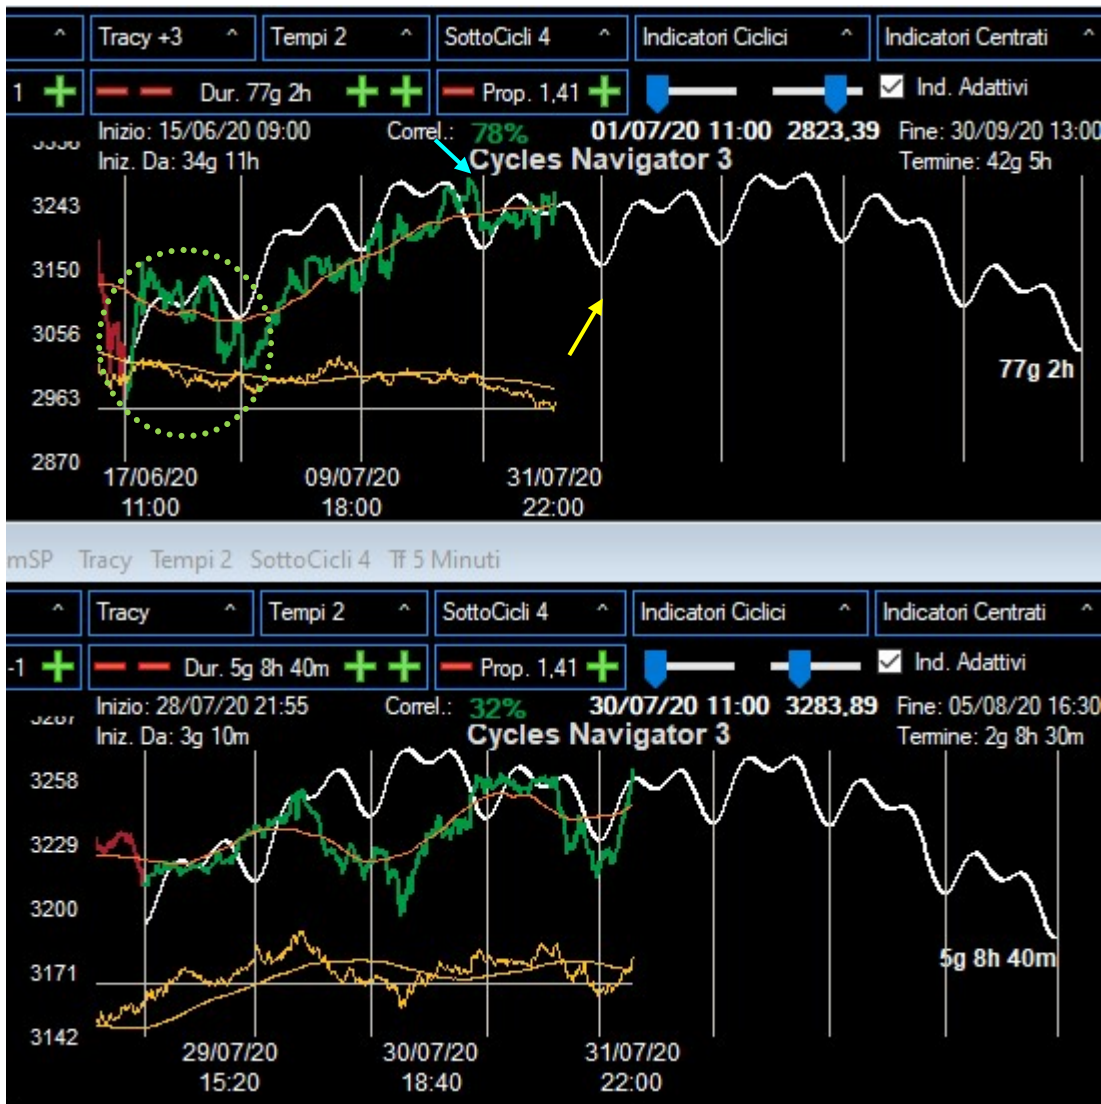 Tracy +3 ^ Tempi 2 ^ SottoCicli 4 ^ Indicatori Ciclici ^ Indicatori Centrati ^
1 Dur. 77g 2h Prop. 1,41 Ind. Adattivi
Inizio: 15/06/20 09:00 Correl.: 78% 01/07/20 11:00 2823,39 Fine: 30/09/20 13:00
Iniz. Da: 34g 11h Cycles Navigator 3 Termine: 42g 5h
3243
3150
3056
77g 2h
2963
2870
17/06/20 09/07/20 31/07/20
11:00 18:00 22:00
mSP Tracy Tempi 2 SottoCicli 4 Tf 5 Minuti
^ Tracy ^ Tempi 2 ^ SottoCicli 4 ^ Indicatori Ciclici ^ Indicatori Centrati ^
-1 Dur. 5g 8h 40m Prop. 1,41 Ind. Adattivi
Inizio: 28/07/20 21:55 Correl.: 32% 30/07/20 11:00 3283,89 Fine: 05/08/20 16:30
Iniz. Da: 3g 10m Cycles Navigator 3 Termine: 2g 8h 30m
3258
3229
3200
3171
5g 8h 40m
3142
29/07/20 30/07/20 31/07/20
15:20 18:40 22:00